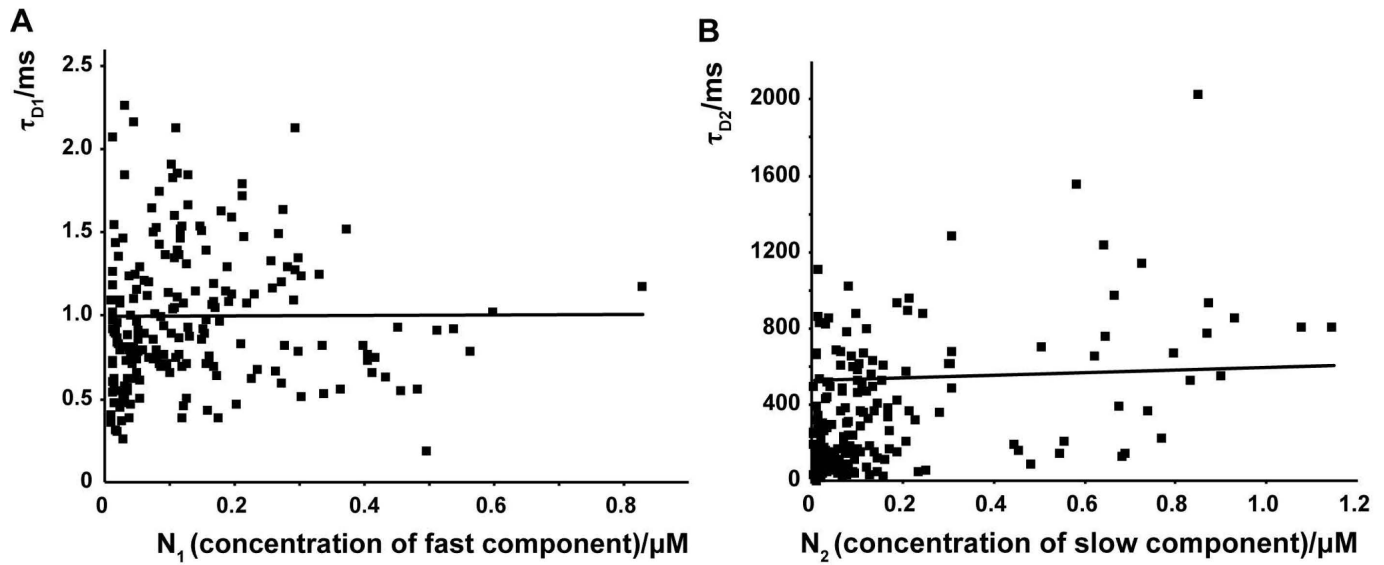 A
τD1/ms
2.5
2.0
1.5
1.0
0.5
0
0 0.2 0.4 0.6 0.8
N1 (concentration of fast component)/μM
B
τD2/ms
2000
1600
1200
800
400
0
0 0.2 0.4 0.6 0.8 1.0 1.2
N2 (concentration of slow component)/μM